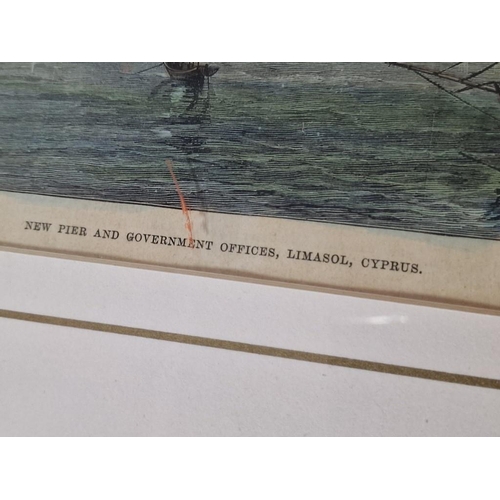 NEW PIER AND GOVERNMENT OFFICES, LIMASOL, CYPRUS.